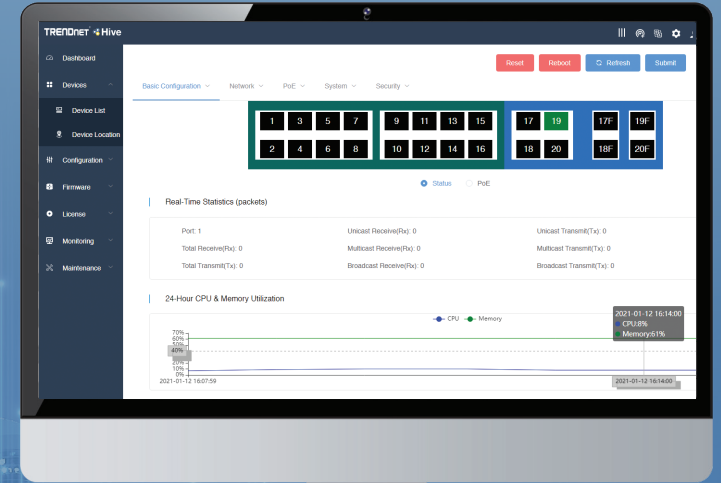 TRENDnet Hive
Dashboard
Devices
Device List
Device Location
Configuration
Firmware
License
Monitoring
Maintenance
Reset Reboot Refresh Submit
Basic Configuration Network PoE System Security
1 3 5 7 9 11 13 15 17 19 17F 19F
2 4 6 8 10 12 14 16 18 20 18F 20F
Status PoE
Real-Time Statistics (packets)
Port: 1 Unicast Receive(Rx): 0 Unicast Transmit(Tx): 0
Total Receive(Rx): 0 Multicast Receive(Rx): 0 Multicast Transmit(Tx): 0
Total Transmit(Tx): 0 Broadcast Receive(Rx): 0 Broadcast Transmit(Tx): 0
24-Hour CPU & Memory Utilization
CPU Memory
2021-01-12 16:14:00
CPU:8%
Memory:61%
70%
60%
50%
40%
20%
10%
0%
2021-01-12 16:07:59 2021-01-12 16:14:00